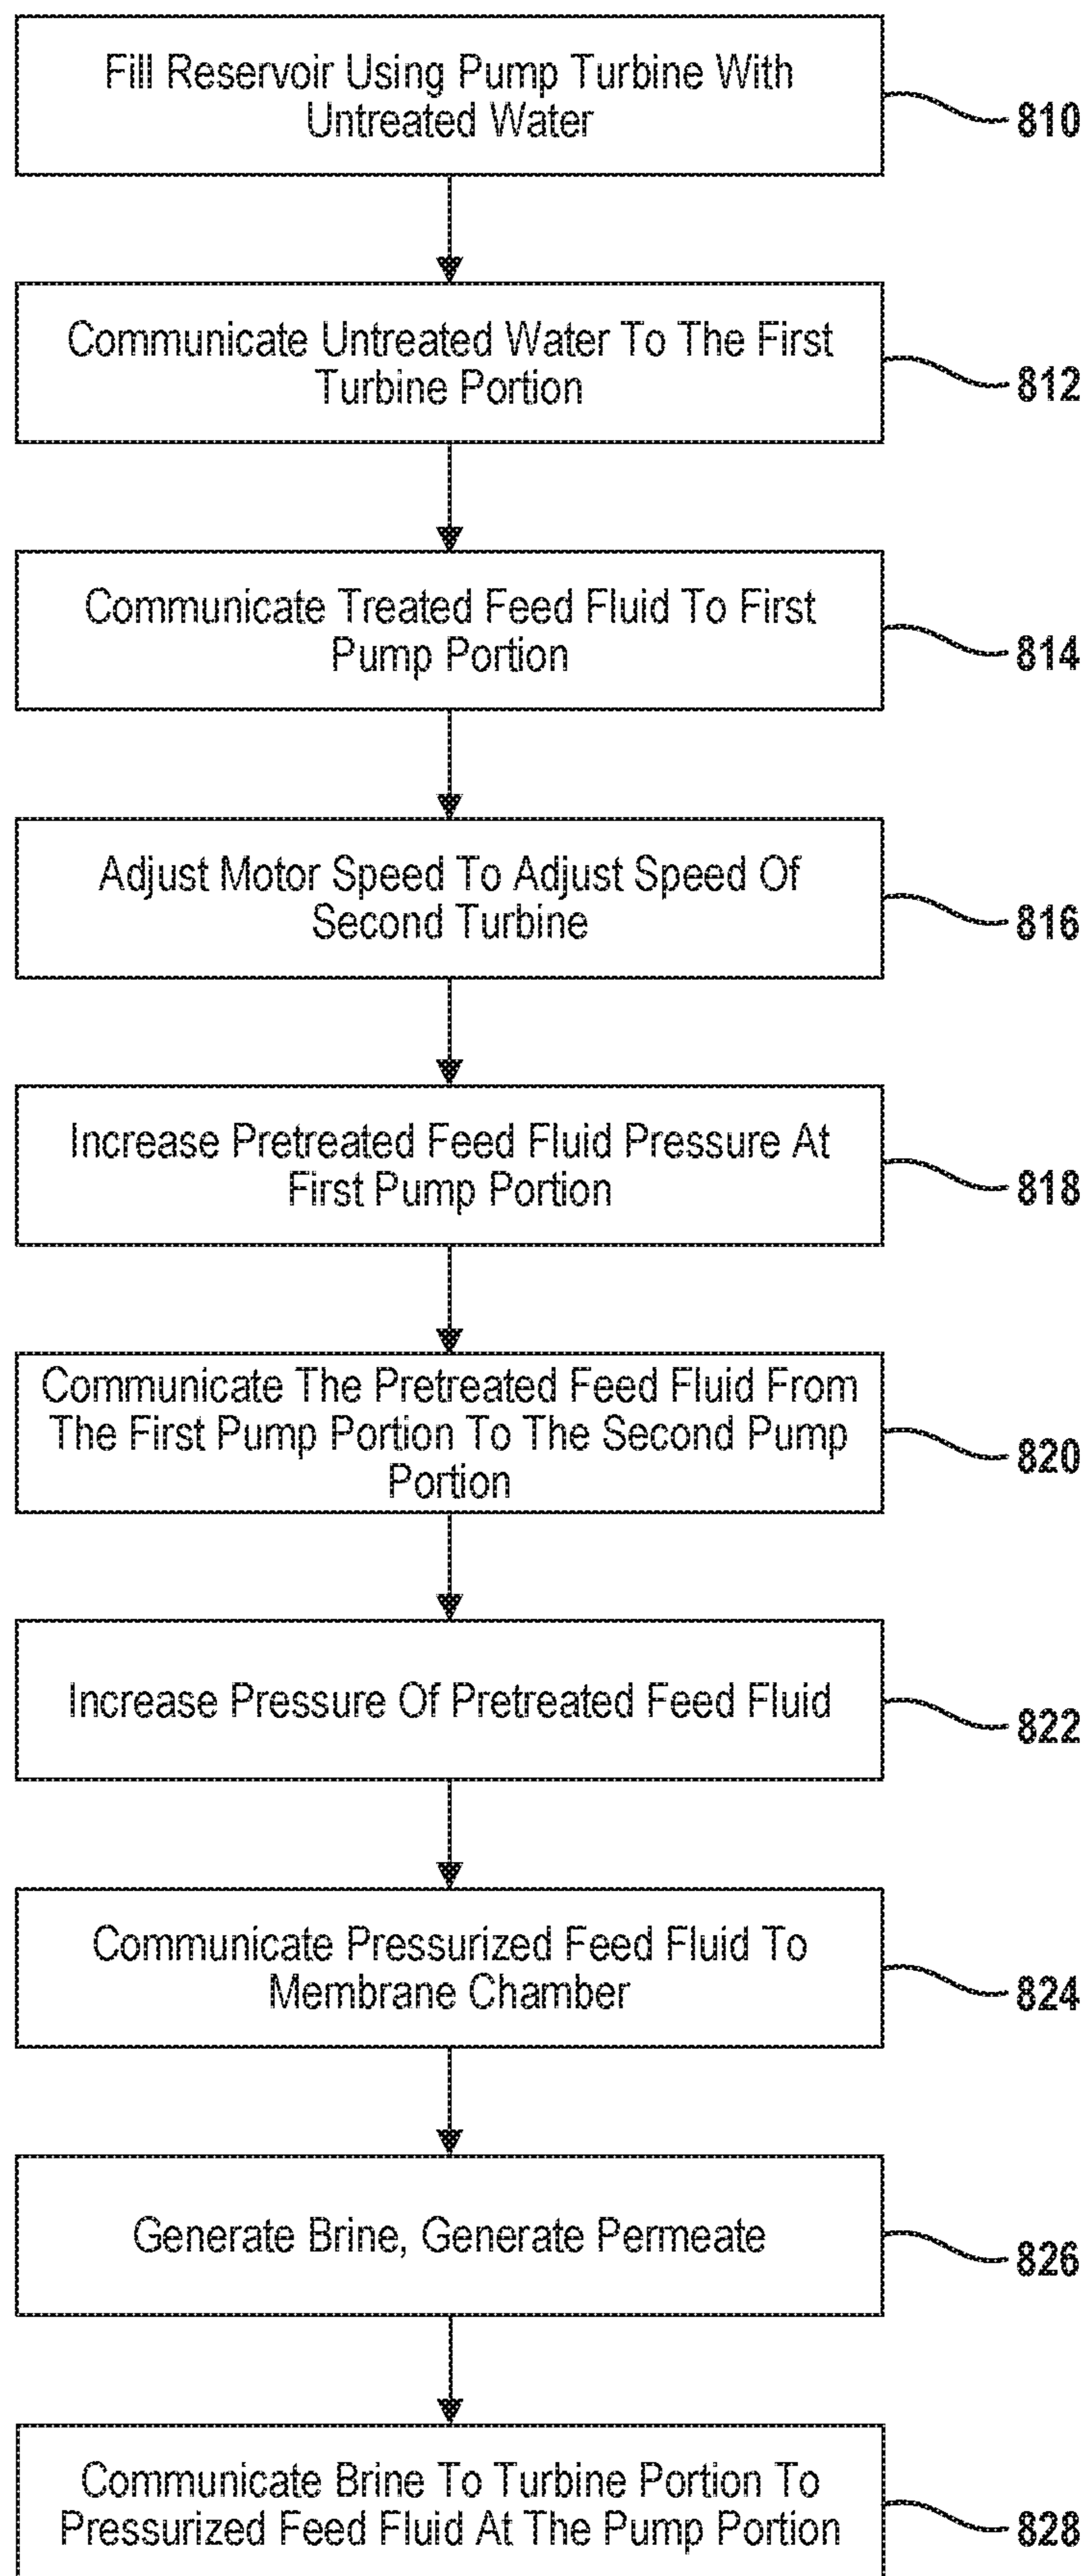 Fill Reservoir Using Pump Turbine With
Untreated Water
810
Communicate Untreated Water To The First
Turbine Portion
812
Communicate Treated Feed Fluid To First
Pump Portion
814
Adjust Motor Speed To Adjust Speed Of
Second Turbine
816
Increase Pretreated Feed Fluid Pressure At
First Pump Portion
818
Communicate The Pretreated Feed Fluid From
The First Pump Portion To The Second Pump
Portion
820
Increase Pressure Of Pretreated Feed Fluid
822
Communicate Pressurized Feed Fluid To
Membrane Chamber
824
Generate Brine, Generate Permeate
826
Communicate Brine To Turbine Portion To
Pressurized Feed Fluid At The Pump Portion
828